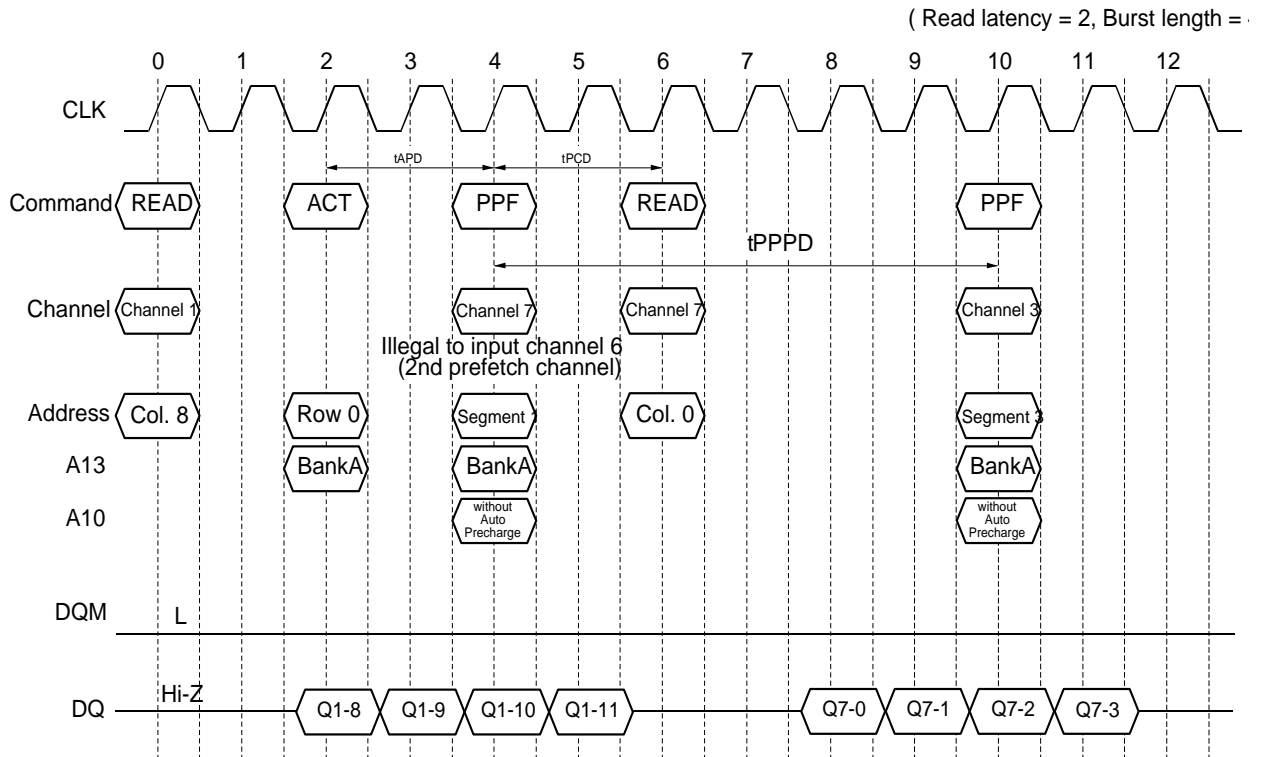 ( Read latency = 2, Burst length =
0 1 2 3 4 5 6 7 8 9 10 11 12
CLK
tAPD tPCD
Command READ ACT PPF READ PPF
tPPPD
Channel Channel 1 Channel 7 Channel 7 Channel 3
Illegal to input channel 6
(2nd prefetch channel)
Address Col. 8 Row 0 Segment 1 Col. 0 Segment 3
A13 BankA BankA BankA
A10 without without
Auto Auto
Precharge Precharge
DQM L
DQ Hi-Z Q1-8 Q1-9 Q1-10 Q1-11 Q7-0 Q7-1 Q7-2 Q7-3